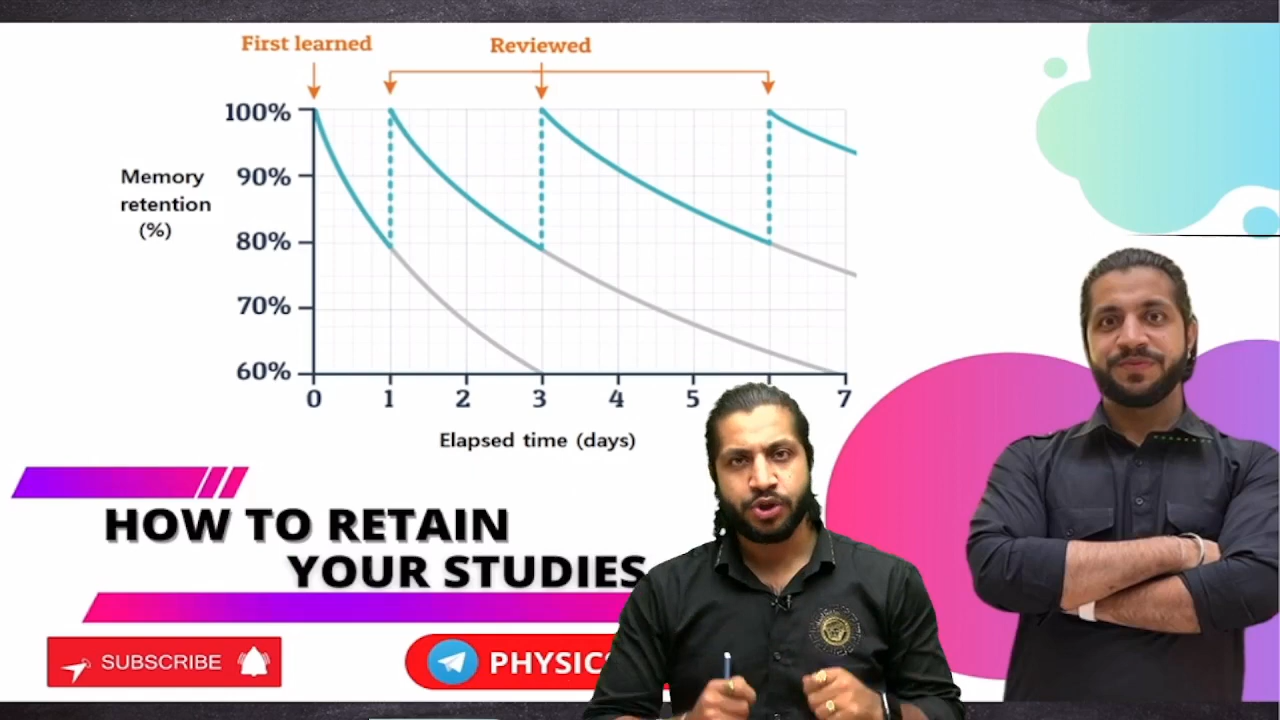 First learned
Reviewed
100%
90%
80%
70%
60%
Memory
retention
(%)
0 1 2 3 4 5 7
Elapsed time (days)
HOW TO RETAIN
YOUR STUDIES
SUBSCRIBE
PHYSICS